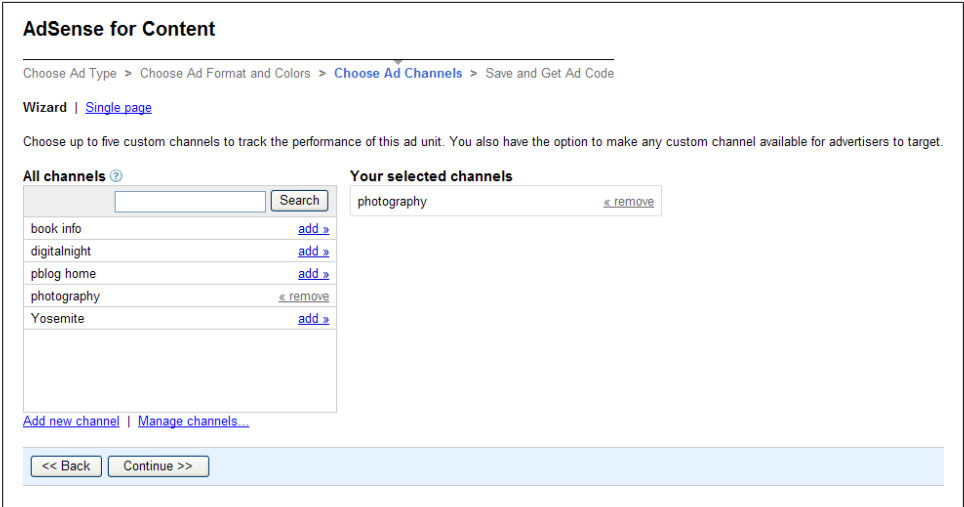 AdSense for Content
Choose Ad Type > Choose Ad Format and Colors > Choose Ad Channels > Save and Get Ad Code
Wizard | Single page
Choose up to five custom channels to track the performance of this ad unit. You also have the option to make any custom channel available for advertisers to target.
All channels ?
Search
book info add »
digitalnight add »
pblog home add »
photography « remove
Yosemite add »
Add new channel | Manage channels...
Your selected channels
photography « remove
<< Back Continue >>